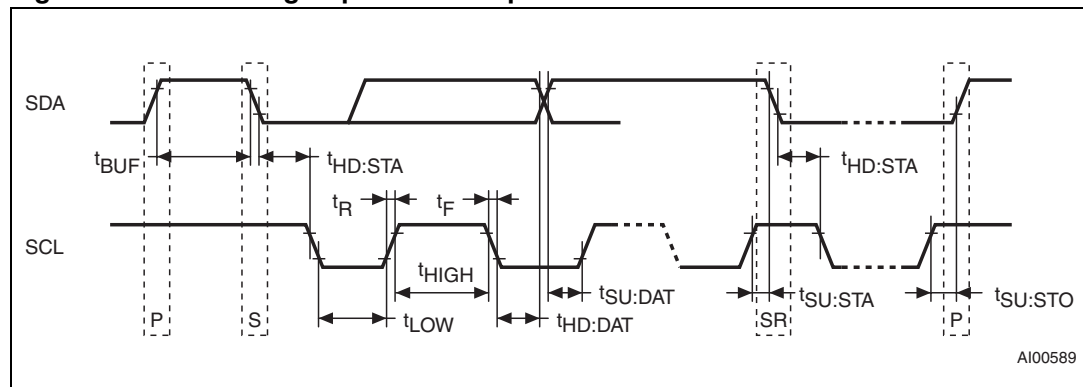 SDA
tBUF
tHD:STA
tHD:STA
tR
tF
SCL
tHIGH
tSU:DAT
tSU:STA
tSU:STO
P
S
tLOW
tHD:DAT
SR
P
AI00589